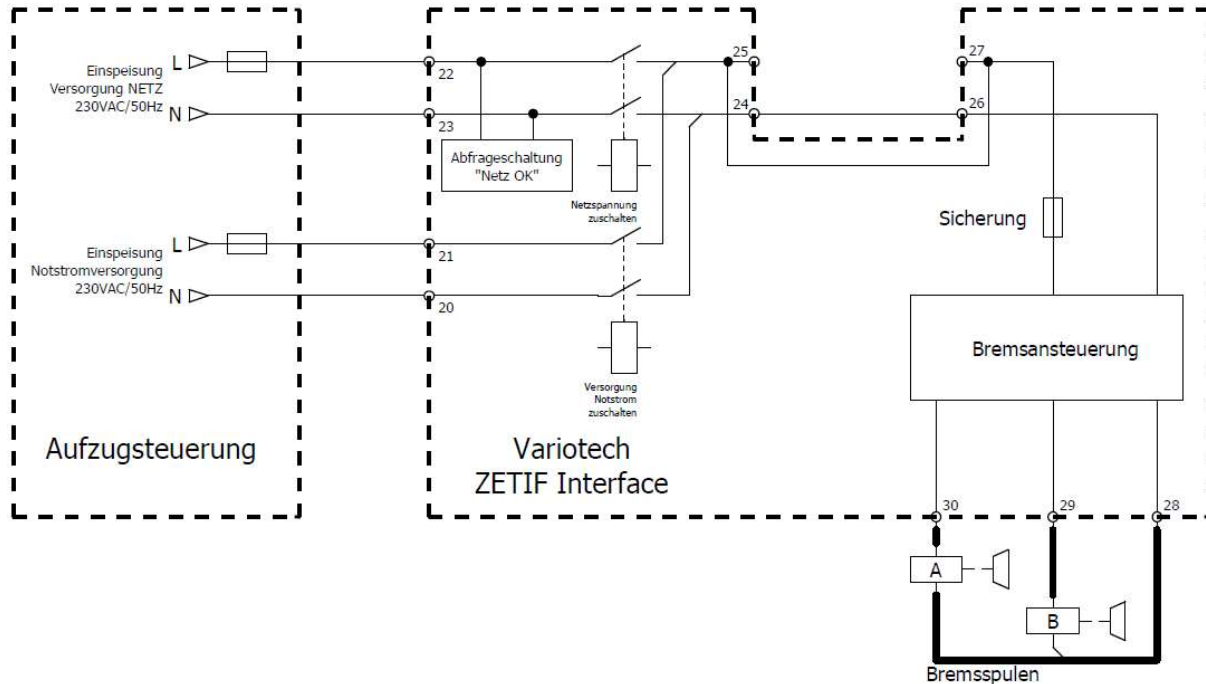 L
Einspeisung
Versorgung NETZ
230VAC/50Hz
N
22
23
Abfrageschaltung
"Netz OK"
Netzspannung
zuschalten
25
24
27
26
Sicherung
L
Einspeisung
Notstromversorgung
230VAC/50Hz
N
21
20
Versorgung
Notstrom
zuschalten
Bremsansteuerung
Aufzugsteuerung
Variotech
ZETIF Interface
30
29
28
A
B
Bremsspulen